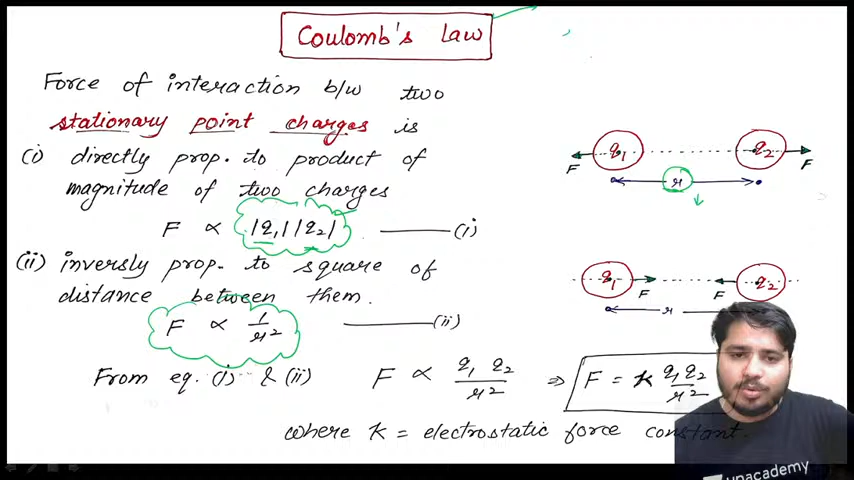 Coulomb's Law
Force of interaction b/w two
stationary point charges is
(i) directly prop. to product of
magnitude of two charges
F ∝ |q₁| |q₂| ——— (i)
(ii) inversly prop. to square of
distance between them.
F ∝ 1/r² ——— (ii)
From eq. (i) & (ii) F ∝ q₁ q₂/r² ⇒ F = K q₁q₂/r²
where K = electrostatic force constant.
q₁ q₂
F F
r
q₁ q₂
F F
r
unacademy